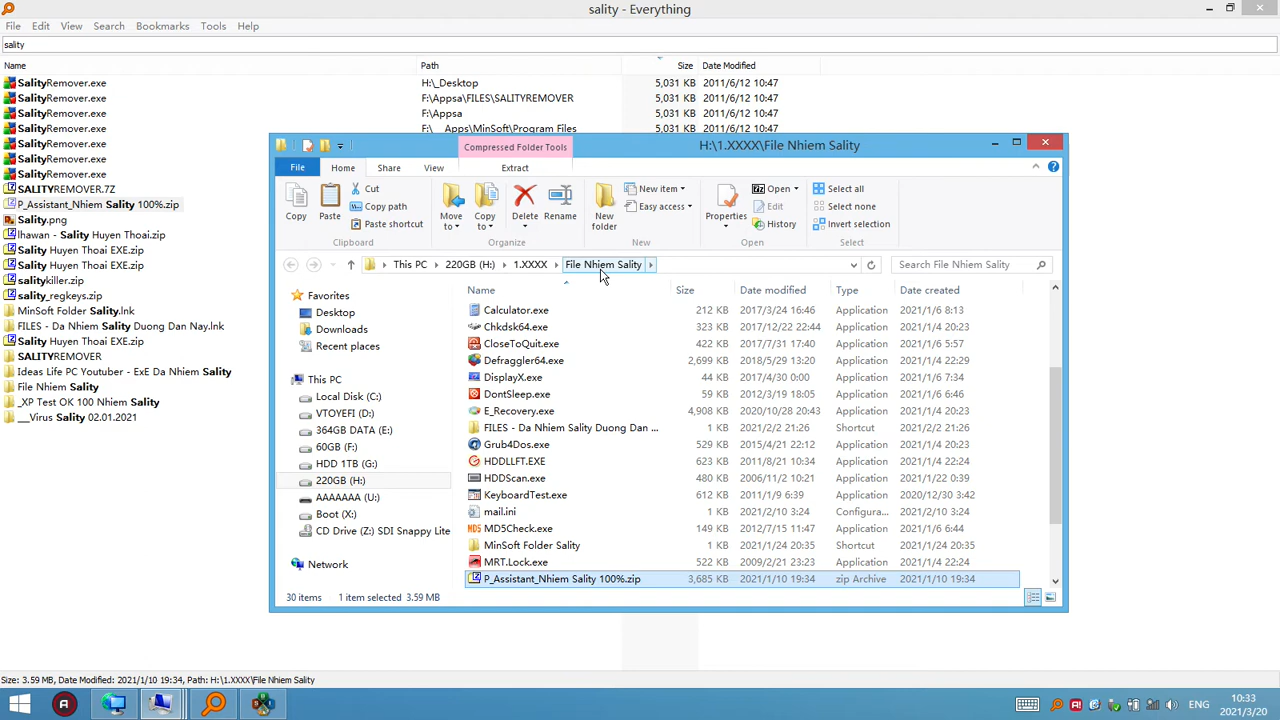 sality - Everything
File Edit View Search Bookmarks Tools Help
sality
Name Path Size Date Modified
SalityRemover.exe H:\_Desktop 5,031 KB 2011/6/12 10:47
SalityRemover.exe F:\Appsa\FILES\SALITYREMOVER 5,031 KB 2011/6/12 10:47
SalityRemover.exe F:\Appsa 5,031 KB 2011/6/12 10:47
SalityRemover.exe F:\__Apps\MinSoft\Program Files 5,031 KB 2011/6/12 10:47
SalityRemover.exe
SalityRemover.exe
SalityRemover.exe
SALITYREMOVER.7Z
P_Assistant_Nhiem Sality 100%.zip
Sality.png
Ihawan - Sality Huyen Thoai.zip
Sality Huyen Thoai EXE.zip
Sality Huyen Thoai EXE.zip
salitykiller.zip
sality_regkeys.zip
MinSoft Folder Sality.lnk
FILES - Da Nhiem Sality Duong Dan Nay.lnk
Sality Huyen Thoai EXE.zip
SALITYREMOVER
Ideas Life PC Youtuber - ExE Da Nhiem Sality
File Nhiem Sality
_XP Test OK 100 Nhiem Sality
__Virus Sality 02.01.2021
Compressed Folder Tools H:\1.XXXX\File Nhiem Sality
File Home Share View Extract
Copy Paste Cut Copy path Paste shortcut
Clipboard
Move to Copy to Delete Rename
Organize
New folder New item Easy access
New
Properties Open Edit History
Open
Select all Select none Invert selection
Select
This PC 220GB (H:) 1.XXXX File Nhiem Sality Search File Nhiem Sality
Favorites
Desktop
Downloads
Recent places
This PC
Local Disk (C:)
VTOYEFI (D:)
364GB DATA (E:)
60GB (F:)
HDD 1TB (G:)
220GB (H:)
AAAAAAA (U:)
Boot (X:)
CD Drive (Z:) SDI Snappy Lite
Network
Name Size Date modified Type Date created
Calculator.exe 212 KB 2017/3/24 16:46 Application 2021/1/6 8:13
Chkdsk64.exe 323 KB 2017/12/22 22:44 Application 2021/1/4 20:23
CloseToQuit.exe 422 KB 2017/7/31 17:40 Application 2021/1/6 5:57
Defraggler64.exe 2,699 KB 2018/5/29 13:20 Application 2021/1/4 22:29
DisplayX.exe 44 KB 2017/4/30 0:00 Application 2021/1/6 7:34
DontSleep.exe 59 KB 2012/3/19 18:05 Application 2021/1/6 6:46
E_Recovery.exe 4,908 KB 2020/10/28 20:43 Application 2021/1/4 20:23
FILES - Da Nhiem Sality Duong Dan ... 1 KB 2021/2/2 21:26 Shortcut 2021/2/2 21:26
Grub4Dos.exe 529 KB 2015/4/21 22:12 Application 2021/1/4 20:23
HDDLLFT.EXE 623 KB 2011/8/21 10:34 Application 2021/1/4 22:24
HDDScan.exe 480 KB 2006/11/2 10:21 Application 2021/1/22 0:39
KeyboardTest.exe 612 KB 2011/1/9 6:39 Application 2020/12/30 3:42
mail.ini 1 KB 2021/2/10 3:24 Configura... 2021/2/10 3:24
MD5Check.exe 149 KB 2012/7/15 11:47 Application 2021/1/6 6:44
MinSoft Folder Sality 1 KB 2021/1/24 20:35 Shortcut 2021/1/24 20:35
MRT.Lock.exe 522 KB 2009/2/21 23:23 Application 2021/1/4 22:24
P_Assistant_Nhiem Sality 100%.zip 3,685 KB 2021/1/10 19:34 zip Archive 2021/1/10 19:34
30 items 1 item selected 3.59 MB
Size: 3.59 MB, Date Modified: 2021/1/10 19:34, Path: H:\1.XXXX\File Nhiem Sality
ENG
10:33
2021/3/20